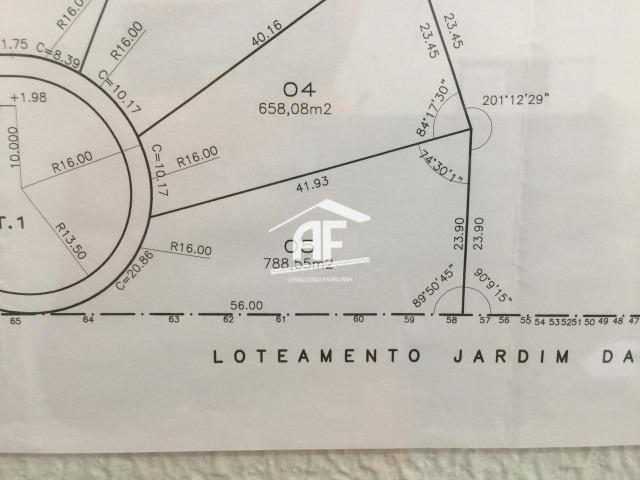 1.75
C=8.39
R16.00
R16.00
C=10.17
40.16
23.45
23.45
04
658,08m2
84°17'30"
201°12'29"
+1.98
10.000
R16.00
C=10.17
R16.00
74°30'1"
41.93
T.1
R13.50
R16.00
C=20.86
AF
05
788,55m2
23.90
23.90
89°50'45"
90°9'15"
56.00
65 64 63 62 61 60 59 58 57 56 55 54 53 52 51 50 49 48 47
LOTEAMENTO JARDIM DA